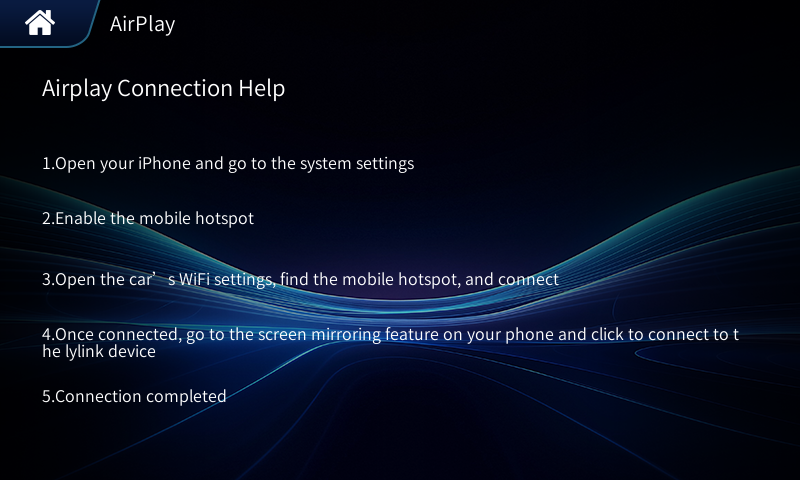 AirPlay
Airplay Connection Help
1.Open your iPhone and go to the system settings
2.Enable the mobile hotspot
3.Open the car’s WiFi settings, find the mobile hotspot, and connect
4.Once connected, go to the screen mirroring feature on your phone and click to connect to t
he lylink device
5.Connection completed